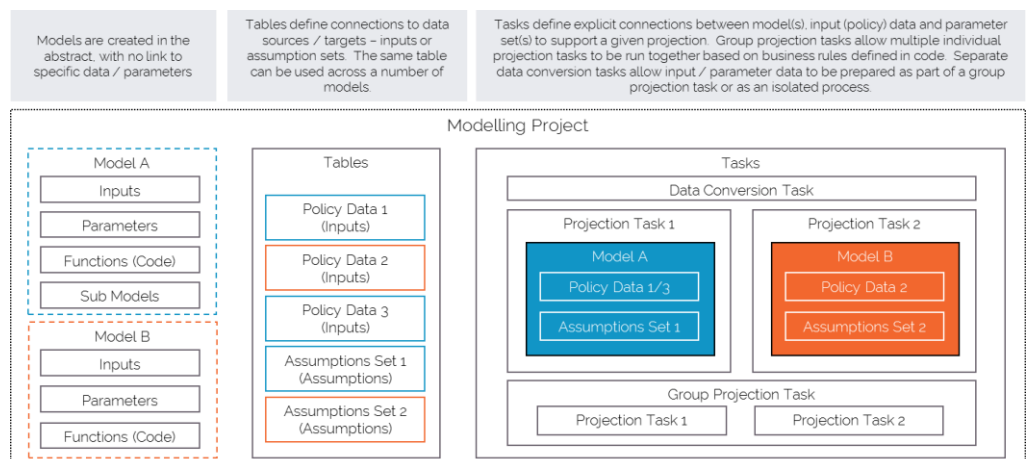 Models are created in the
abstract, with no link to
specific data / parameters
Tables define connections to data
sources / targets – inputs or
assumption sets. The same table
can be used across a number of
models.
Tasks define explicit connections between model(s), input (policy) data and parameter
set(s) to support a given projection. Group projection tasks allow multiple individual
projection tasks to be run together based on business rules defined in code. Separate
data conversion tasks allow input / parameter data to be prepared as part of a group
projection task or as an isolated process.
Modelling Project
Model A
Inputs
Parameters
Functions (Code)
Sub Models
Model B
Inputs
Parameters
Functions (Code)
Tables
Policy Data 1
(Inputs)
Policy Data 2
(Inputs)
Policy Data 3
(Inputs)
Assumptions Set 1
(Assumptions)
Assumptions Set 2
(Assumptions)
Tasks
Data Conversion Task
Projection Task 1
Model A
Policy Data 1/3
Assumptions Set 1
Projection Task 2
Model B
Policy Data 2
Assumptions Set 2
Group Projection Task
Projection Task 1
Projection Task 2